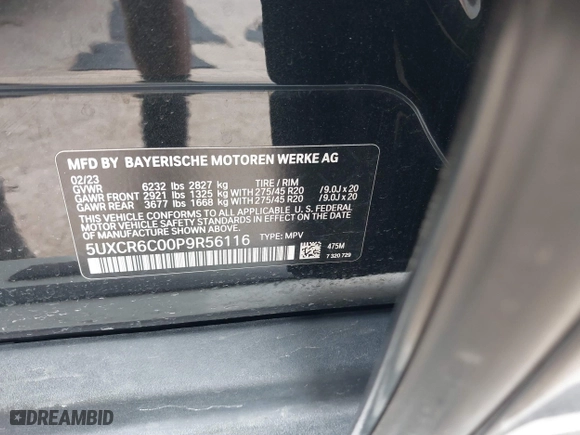 MFD BY BAYERISCHE MOTOREN WERKE AG
02/23
GVWR 6232 lbs 2827 kg TIRE / RIM
GAWR FRONT 2921 lbs 1325 kg WITH 275/45 R20 /9.0J x 20
GAWR REAR 3677 lbs 1668 kg WITH 275/45 R20 /9.0J x 20
THIS VEHICLE CONFORMS TO ALL APPLICABLE U. S. FEDERAL
MOTOR VEHICLE SAFETY STANDARDS IN EFFECT ON THE DATE
OF MANUFACTURE SHOWN ABOVE.
5UXCR6C00P9R56116 TYPE: MPV
475M
7 320 729
DREAMBID